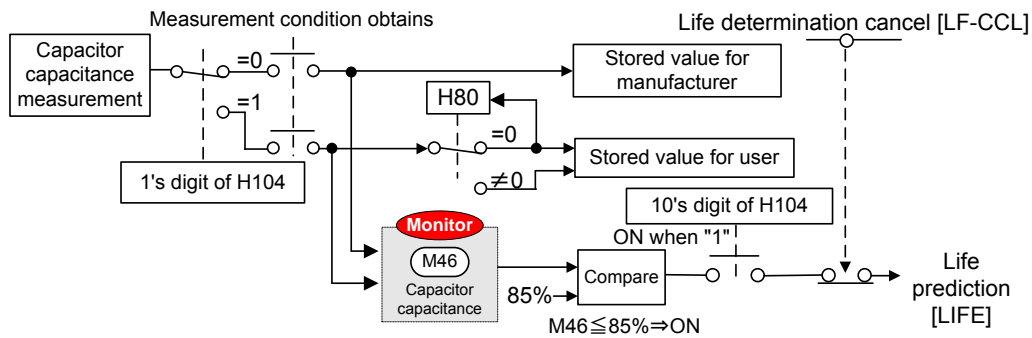 Measurement condition obtains
Life determination cancel [LF-CCL]
Capacitor
capacitance
measurement
=0
=1
Stored value for
manufacturer
H80
=0
≠0
Stored value for user
1's digit of H104
10's digit of H104
ON when "1"
Monitor
M46
Capacitor
capacitance
85%
Compare
M46≦85%⇒ON
Life
prediction
[LIFE]